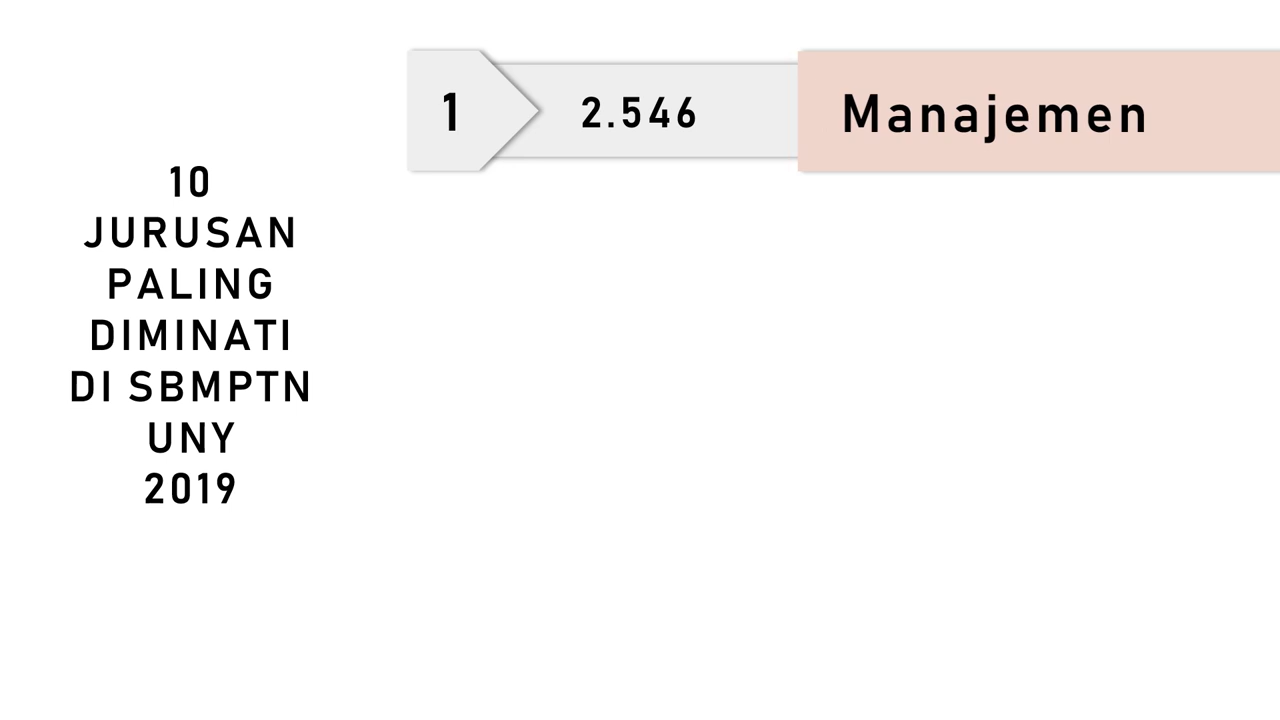 10
JURUSAN
PALING
DIMINATI
DI SBMPTN
UNY
2019
1 2.546 Manajemen